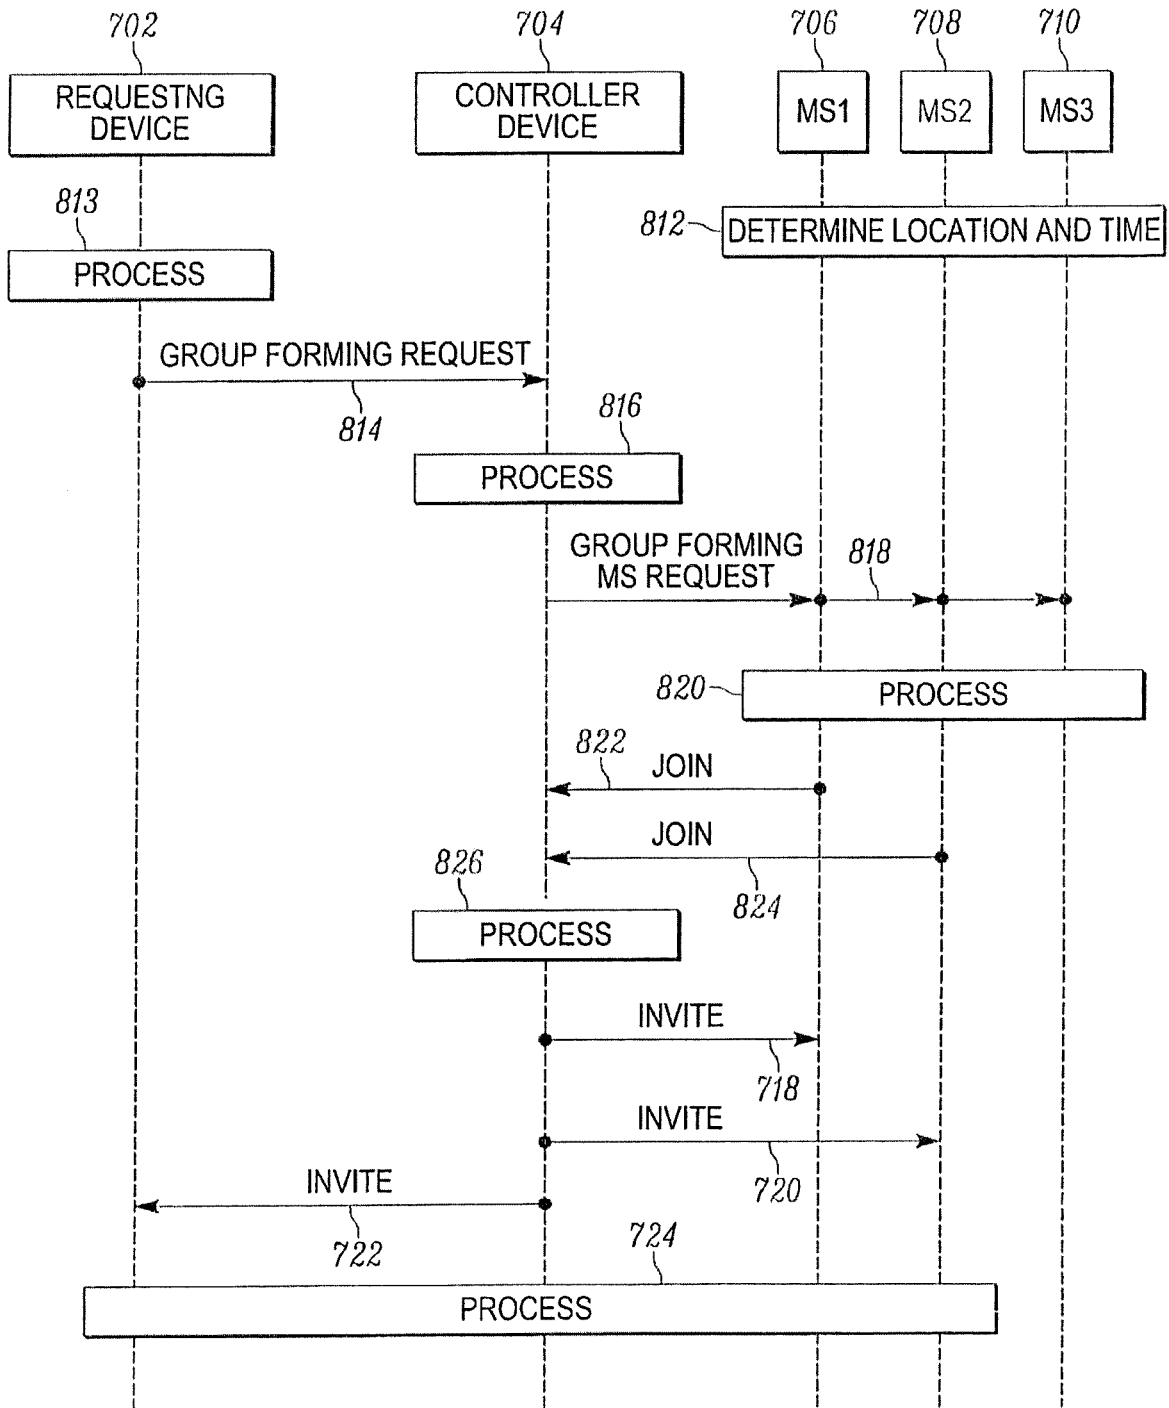 702
704
706
708
710
REQUESTNG
DEVICE
CONTROLLER
DEVICE
MS1
MS2
MS3
813
812
DETERMINE LOCATION AND TIME
PROCESS
GROUP FORMING REQUEST
814
816
PROCESS
GROUP FORMING
MS REQUEST
818
820
PROCESS
822
JOIN
JOIN
824
826
PROCESS
INVITE
718
INVITE
720
INVITE
722
724
PROCESS